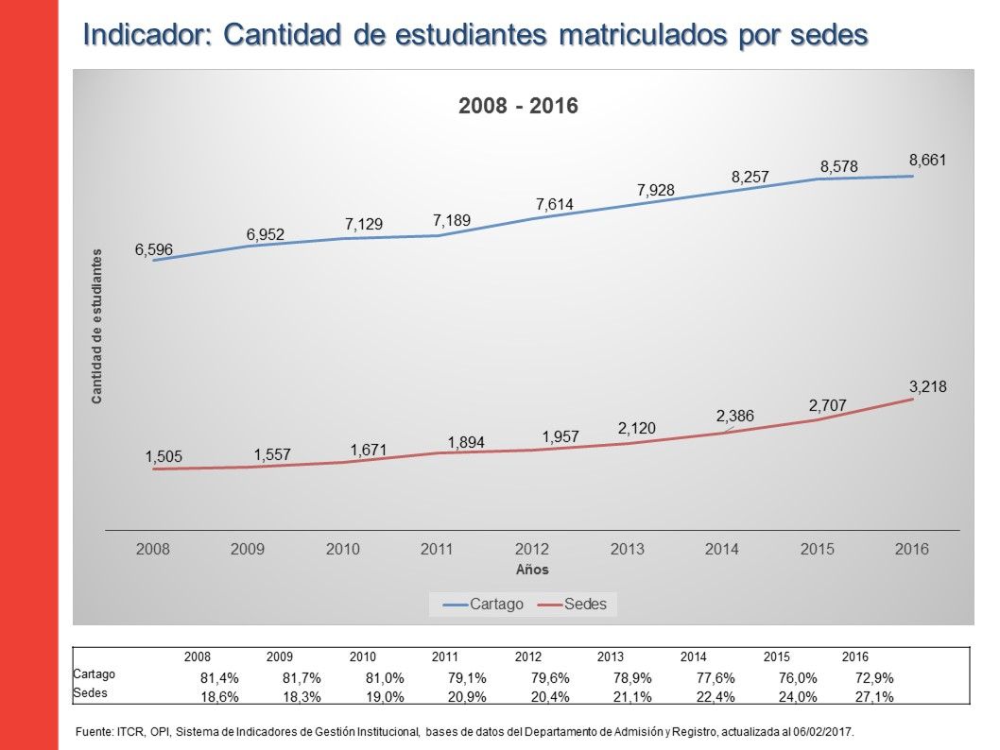 Indicador: Cantidad de estudiantes matriculados por sedes
2008 - 2016
Cantidad de estudiantes
6,596 6,952 7,129 7,189 7,614 7,928 8,257 8,578 8,661
1,505 1,557 1,671 1,894 1,957 2,120 2,386 2,707 3,218
2008 2009 2010 2011 2012 2013 2014 2015 2016
Años
Cartago Sedes
2008 2009 2010 2011 2012 2013 2014 2015 2016
Cartago 81,4% 81,7% 81,0% 79,1% 79,6% 78,9% 77,6% 76,0% 72,9%
Sedes 18,6% 18,3% 19,0% 20,9% 20,4% 21,1% 22,4% 24,0% 27,1%
Fuente: ITCR, OPI, Sistema de Indicadores de Gestión Institucional, bases de datos del Departamento de Admisión y Registro, actualizada al 06/02/2017.